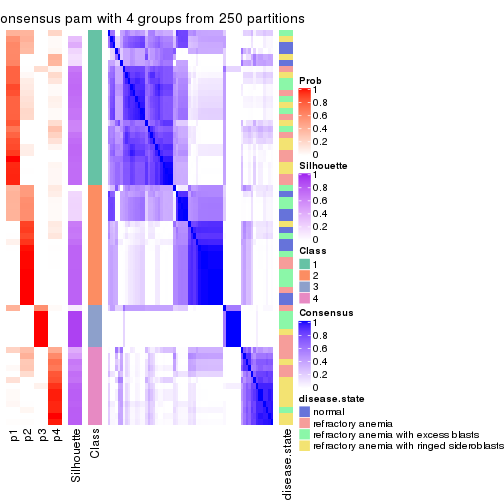 onsensus pam with 4 groups from 250 partitions
Prob
1
0.8
0.6
0.4
0.2
0
Silhouette
1
0.8
0.6
0.4
0.2
0
Class
1
2
3
4
Consensus
1
0.8
0.6
0.4
0.2
0
disease.state
normal
refractory anemia
refractory anemia with excess blasts
refractory anemia with ringed sideroblasts
p1
p2
p3
p4
Silhouette
Class
disease.state